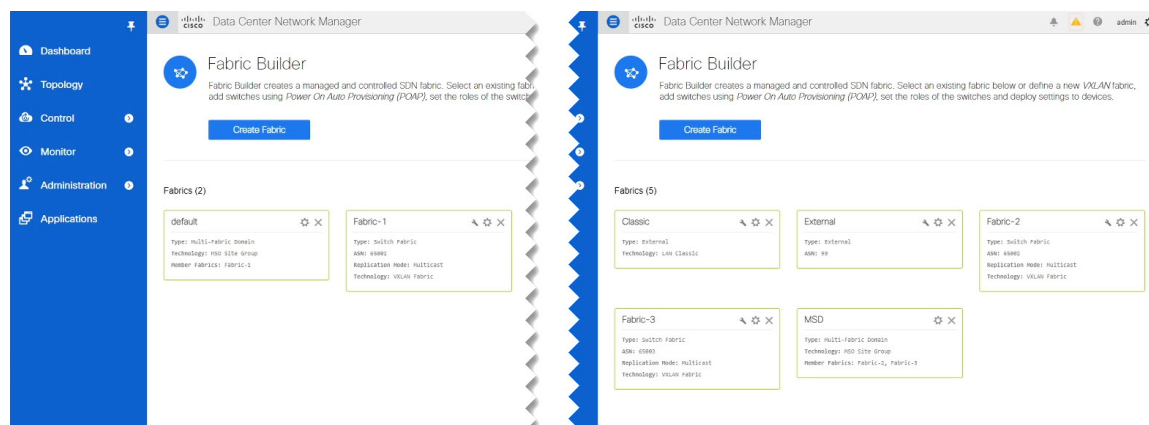 CISCO Data Center Network Manager
Dashboard
Topology
Control
Monitor
Administration
Applications
Fabric Builder
Fabric Builder creates a managed and controlled SDN fabric. Select an existing fabr
add switches using Power On Auto Provisioning (POAP), set the roles of the switch
Create Fabric
Fabrics (2)
default
Type: Multi-Fabric Domain
Technology: MSD Site Group
Member Fabrics: Fabric-1
Fabric-1
Type: Switch Fabric
ASN: 65001
Replication Mode: Multicast
Technology: VXLAN Fabric
CISCO Data Center Network Manager
admin
Fabric Builder
Fabric Builder creates a managed and controlled SDN fabric. Select an existing fabric below or define a new VXLAN fabric,
add switches using Power On Auto Provisioning (POAP), set the roles of the switches and deploy settings to devices.
Create Fabric
Fabrics (5)
Classic
Type: External
Technology: LAN Classic
External
Type: External
ASN: 99
Fabric-2
Type: Switch Fabric
ASN:
Replication Mode: Multicast
Technology: VXLAN Fabric
Fabric-3
Type: Switch Fabric
ASN: 65003
Replication Mode: Multicast
Technology: VXLAN Fabric
MSD
Type: Multi-Fabric Domain
Technology: MSD Site Group
Member Fabrics: Fabric-2, Fabric-3